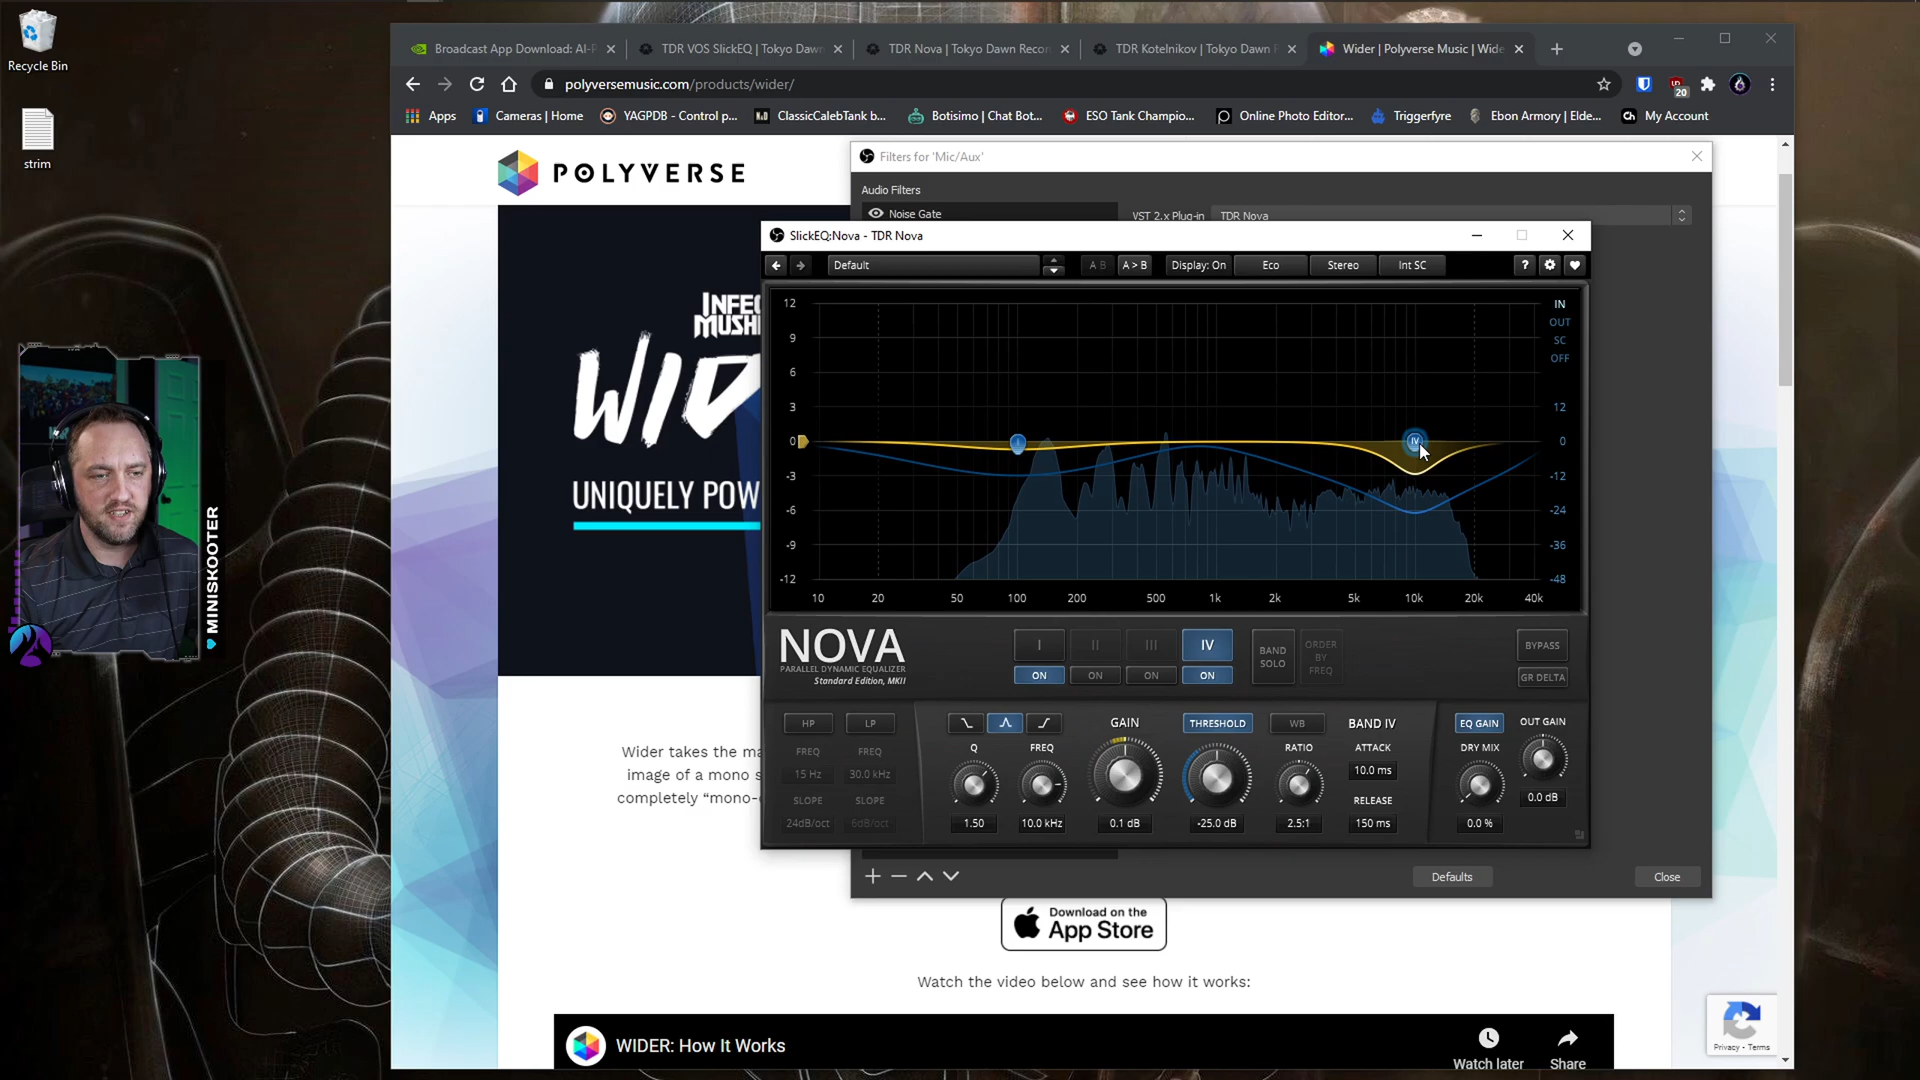 Recycle Bin
strim
Broadcast App Download: AI-P
TDR VOS SlickEQ | Tokyo Dawn
TDR Nova | Tokyo Dawn Recor
TDR Kotelnikov | Tokyo Dawn R
Wider | Polyverse Music | Wide
polyversemusic.com/products/wider/
20
Apps
Cameras | Home
YAGPDB - Control p...
ClassicCalebTank b...
Botisimo | Chat Bot...
ESO Tank Champio...
Online Photo Editor...
Triggerfyre
Ebon Armory | Elde...
My Account
POLYVERSE
Filters for 'Mic/Aux'
Audio Filters
Noise Gate
VST 2.x Plug-in
TDR Nova
SlickEQ:Nova - TDR Nova
Default
A B
A > B
Display: On
Eco
Stereo
Int SC
?
INFEC
MUSH
WID
UNIQUELY POW
12
9
6
3
0
-3
-6
-9
-12
IN
OUT
SC
OFF
12
0
-12
-24
-36
-48
IV
10
20
50
100
200
500
1k
2k
5k
10k
20k
40k
NOVA
PARALLEL DYNAMIC EQUALIZER
Standard Edition, MKII
I
II
III
IV
ON
ON
ON
ON
BAND
SOLO
ORDER
BY
FREQ
BYPASS
GR DELTA
HP
LP
FREQ
FREQ
15 Hz
30.0 kHz
SLOPE
SLOPE
24dB/oct
6dB/oct
Q
FREQ
GAIN
THRESHOLD
WB
RATIO
BAND IV
ATTACK
10.0 ms
RELEASE
150 ms
1.50
10.0 kHz
0.1 dB
-25.0 dB
2.5:1
EQ GAIN
DRY MIX
0.0 %
OUT GAIN
0.0 dB
MINISKOOTER
Wider takes the ma
image of a mono s
completely “mono-c
Defaults
Close
Download on the
App Store
Watch the video below and see how it works:
WIDER: How It Works
Watch later
Share
Privacy - Terms